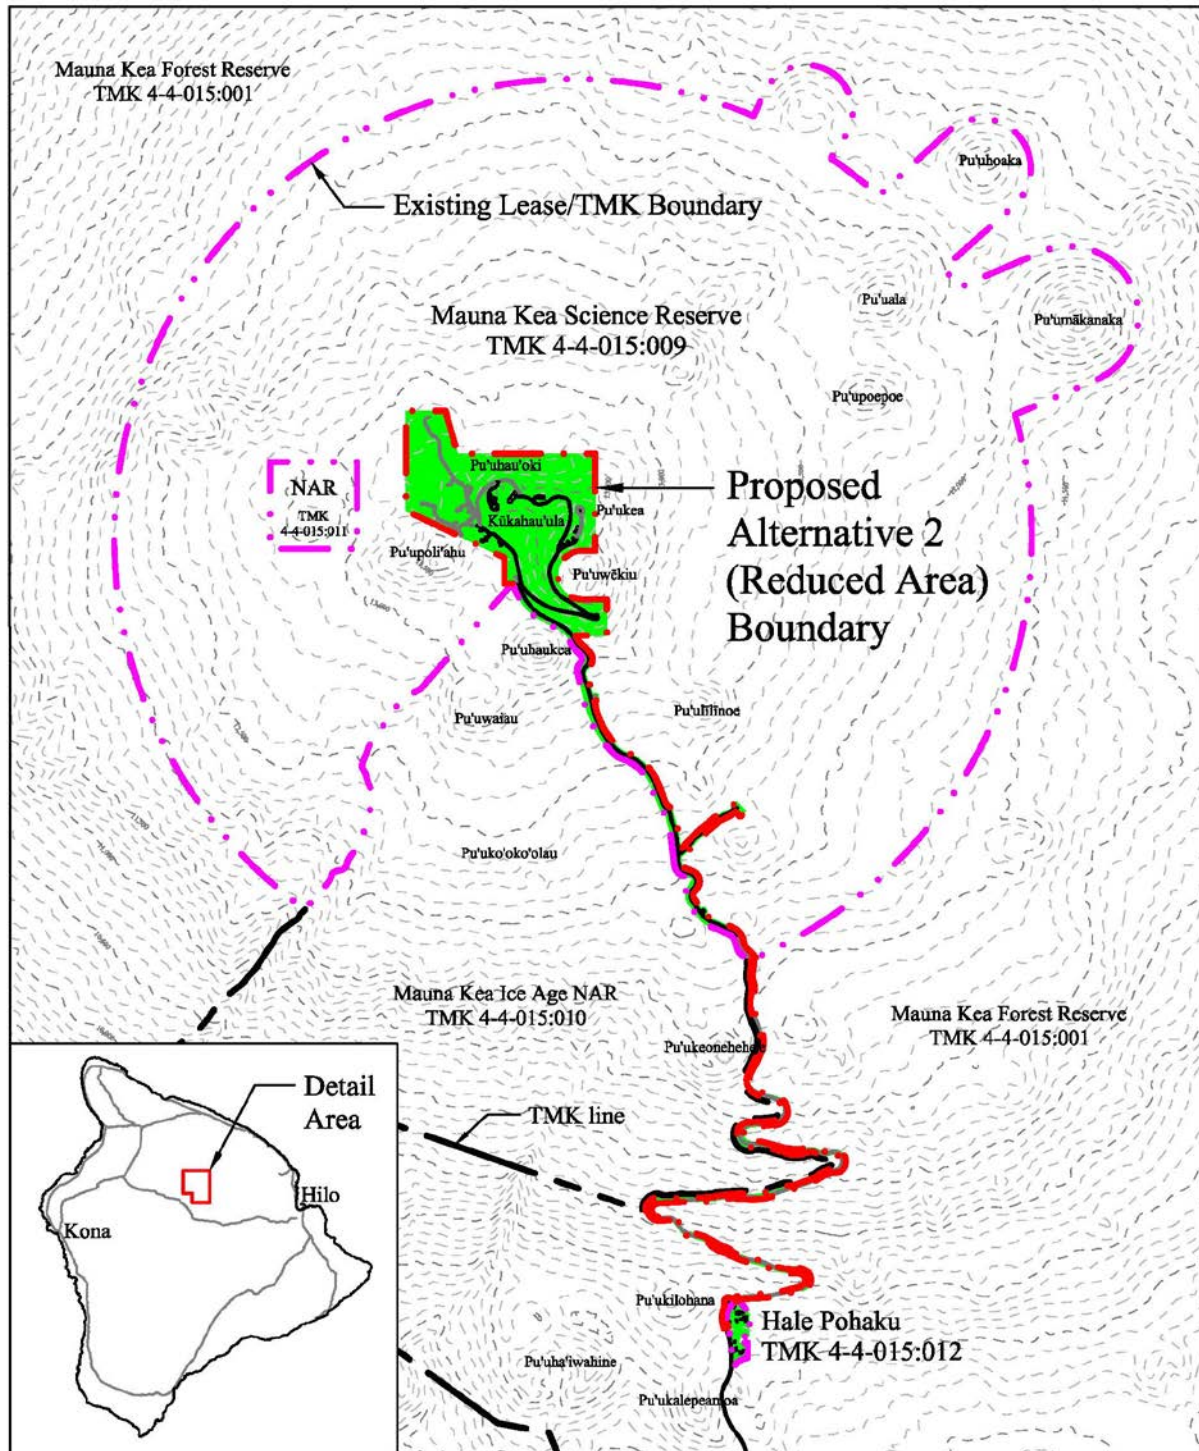 Mauna Kea Forest Reserve
TMK 4-4-015:001
Pu'uhoaka
Existing Lease/TMK Boundary
Pu'uala
Mauna Kea Science Reserve
TMK 4-4-015:009
Pu'umākanaka
Pu'upoepoe
Pu'uhau'oki
NAR
TMK
4-4-015:011
Kūkahau'ula
Pu'ukea
Proposed
Alternative 2
(Reduced Area)
Boundary
Pu'upoli'ahu
Pu'uwēkiu
Pu'uhaukea
Pu'uwaiau
Pu'ulīlīnoe
Pu'uko'oko'olau
Mauna Kea Ice Age NAR
TMK 4-4-015:010
Mauna Kea Forest Reserve
TMK 4-4-015:001
Detail
Area
TMK line
Hilo
Kona
Pu'ukilohana
Hale Pohaku
TMK 4-4-015:012
Pu'uha'iwahine
Pu'ukalepeamoa